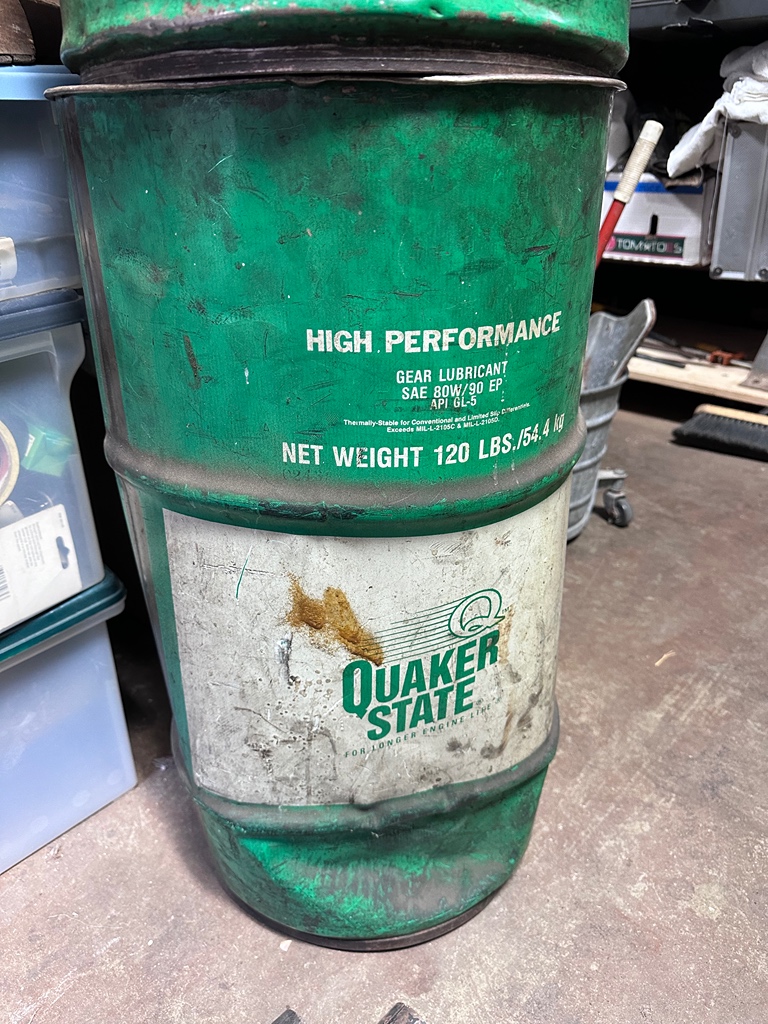 HIGH PERFORMANCE
GEAR LUBRICANT
SAE 80W/90 EP
API GL-5
Thermally-Stable for Conventional and Limited Slip Differentials.
Exceeds MIL-L-2105C & MIL-L-2105D.
NET WEIGHT 120 LBS./54.4 kg
Q
QUAKER
STATE
FOR LONGER ENGINE LIFE
TOMATOES